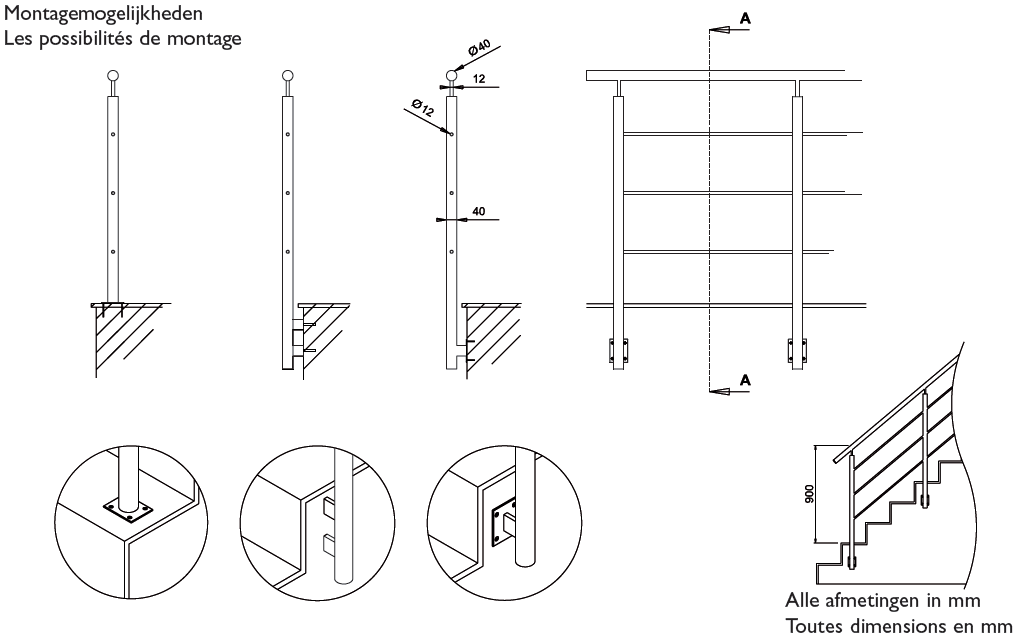 Montagemogelijkheden
Les possibilités de montage
A
Ø40
12
Ø12
40
A
900
Alle afmetingen in mm
Toutes dimensions en mm